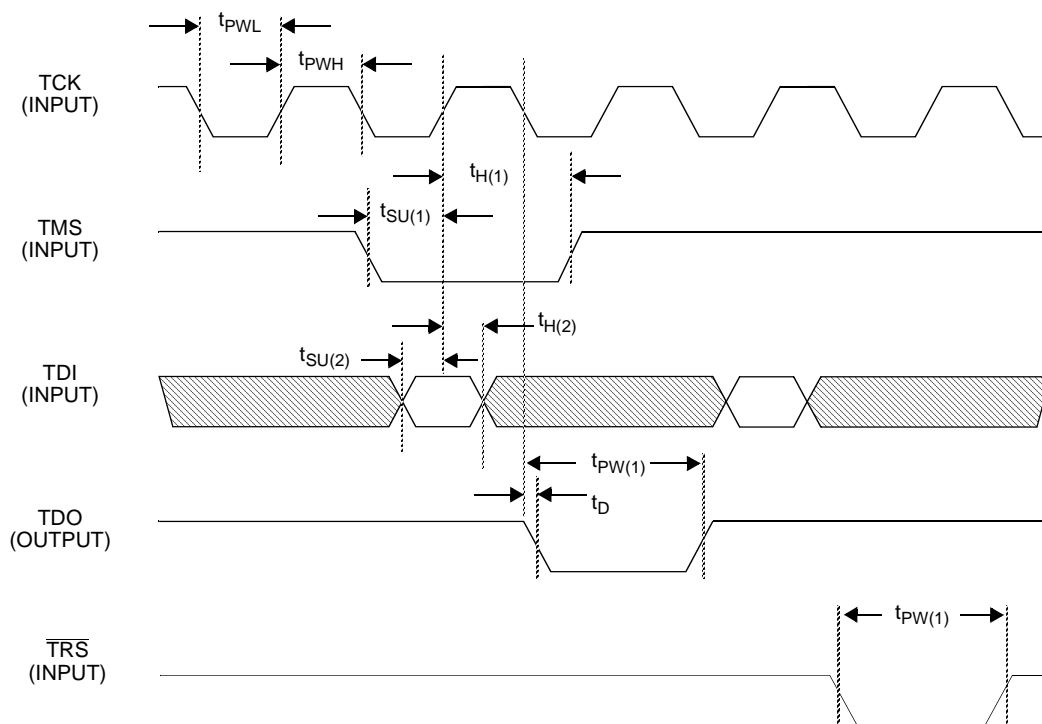 tPWL
tPWH
TCK
(INPUT)
tH(1)
tSU(1)
TMS
(INPUT)
tH(2)
tSU(2)
TDI
(INPUT)
tPW(1)
tD
TDO
(OUTPUT)
tPW(1)
TRS
(INPUT)